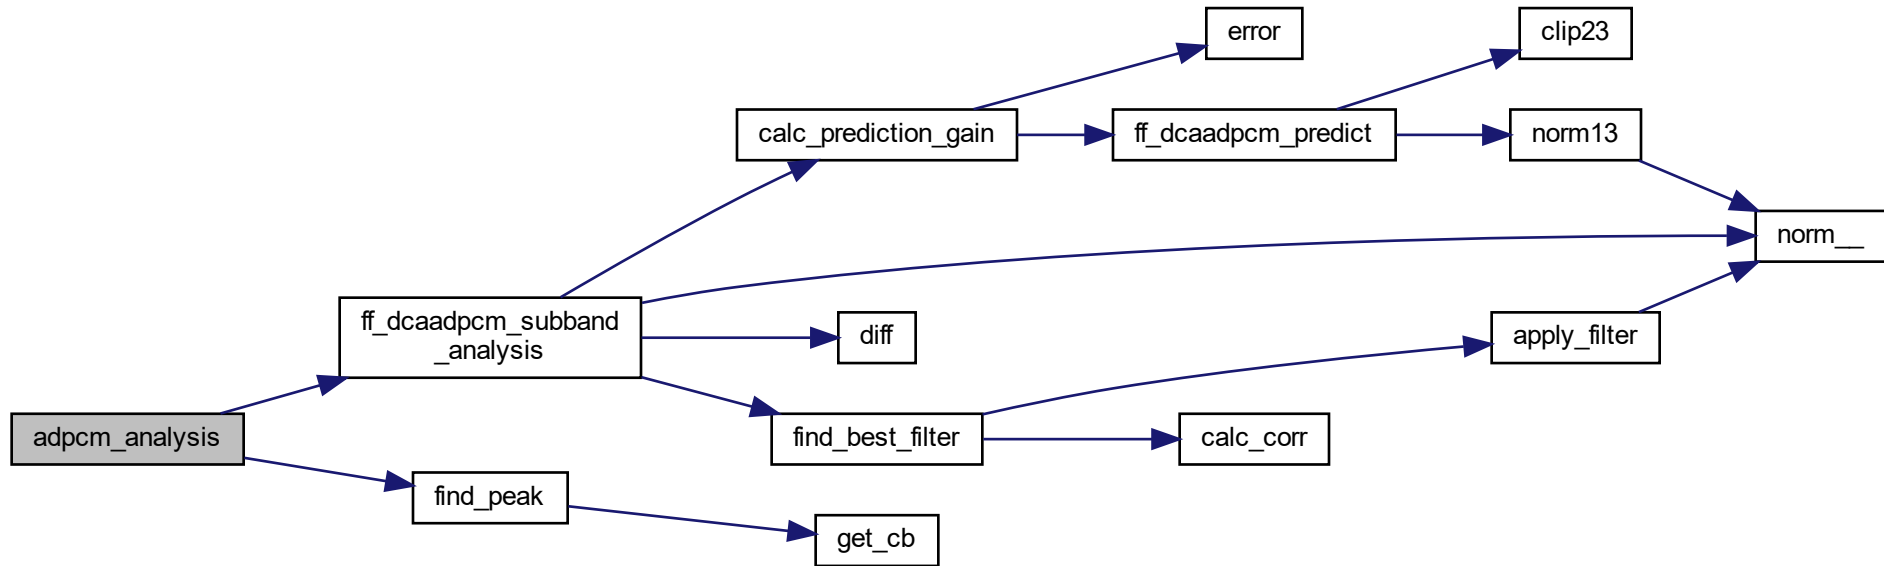 error
clip23
calc_prediction_gain
ff_dcaadpcm_predict
norm13
norm__
ff_dcaadpcm_subband
_analysis
diff
apply_filter
adpcm_analysis
find_best_filter
calc_corr
find_peak
get_cb